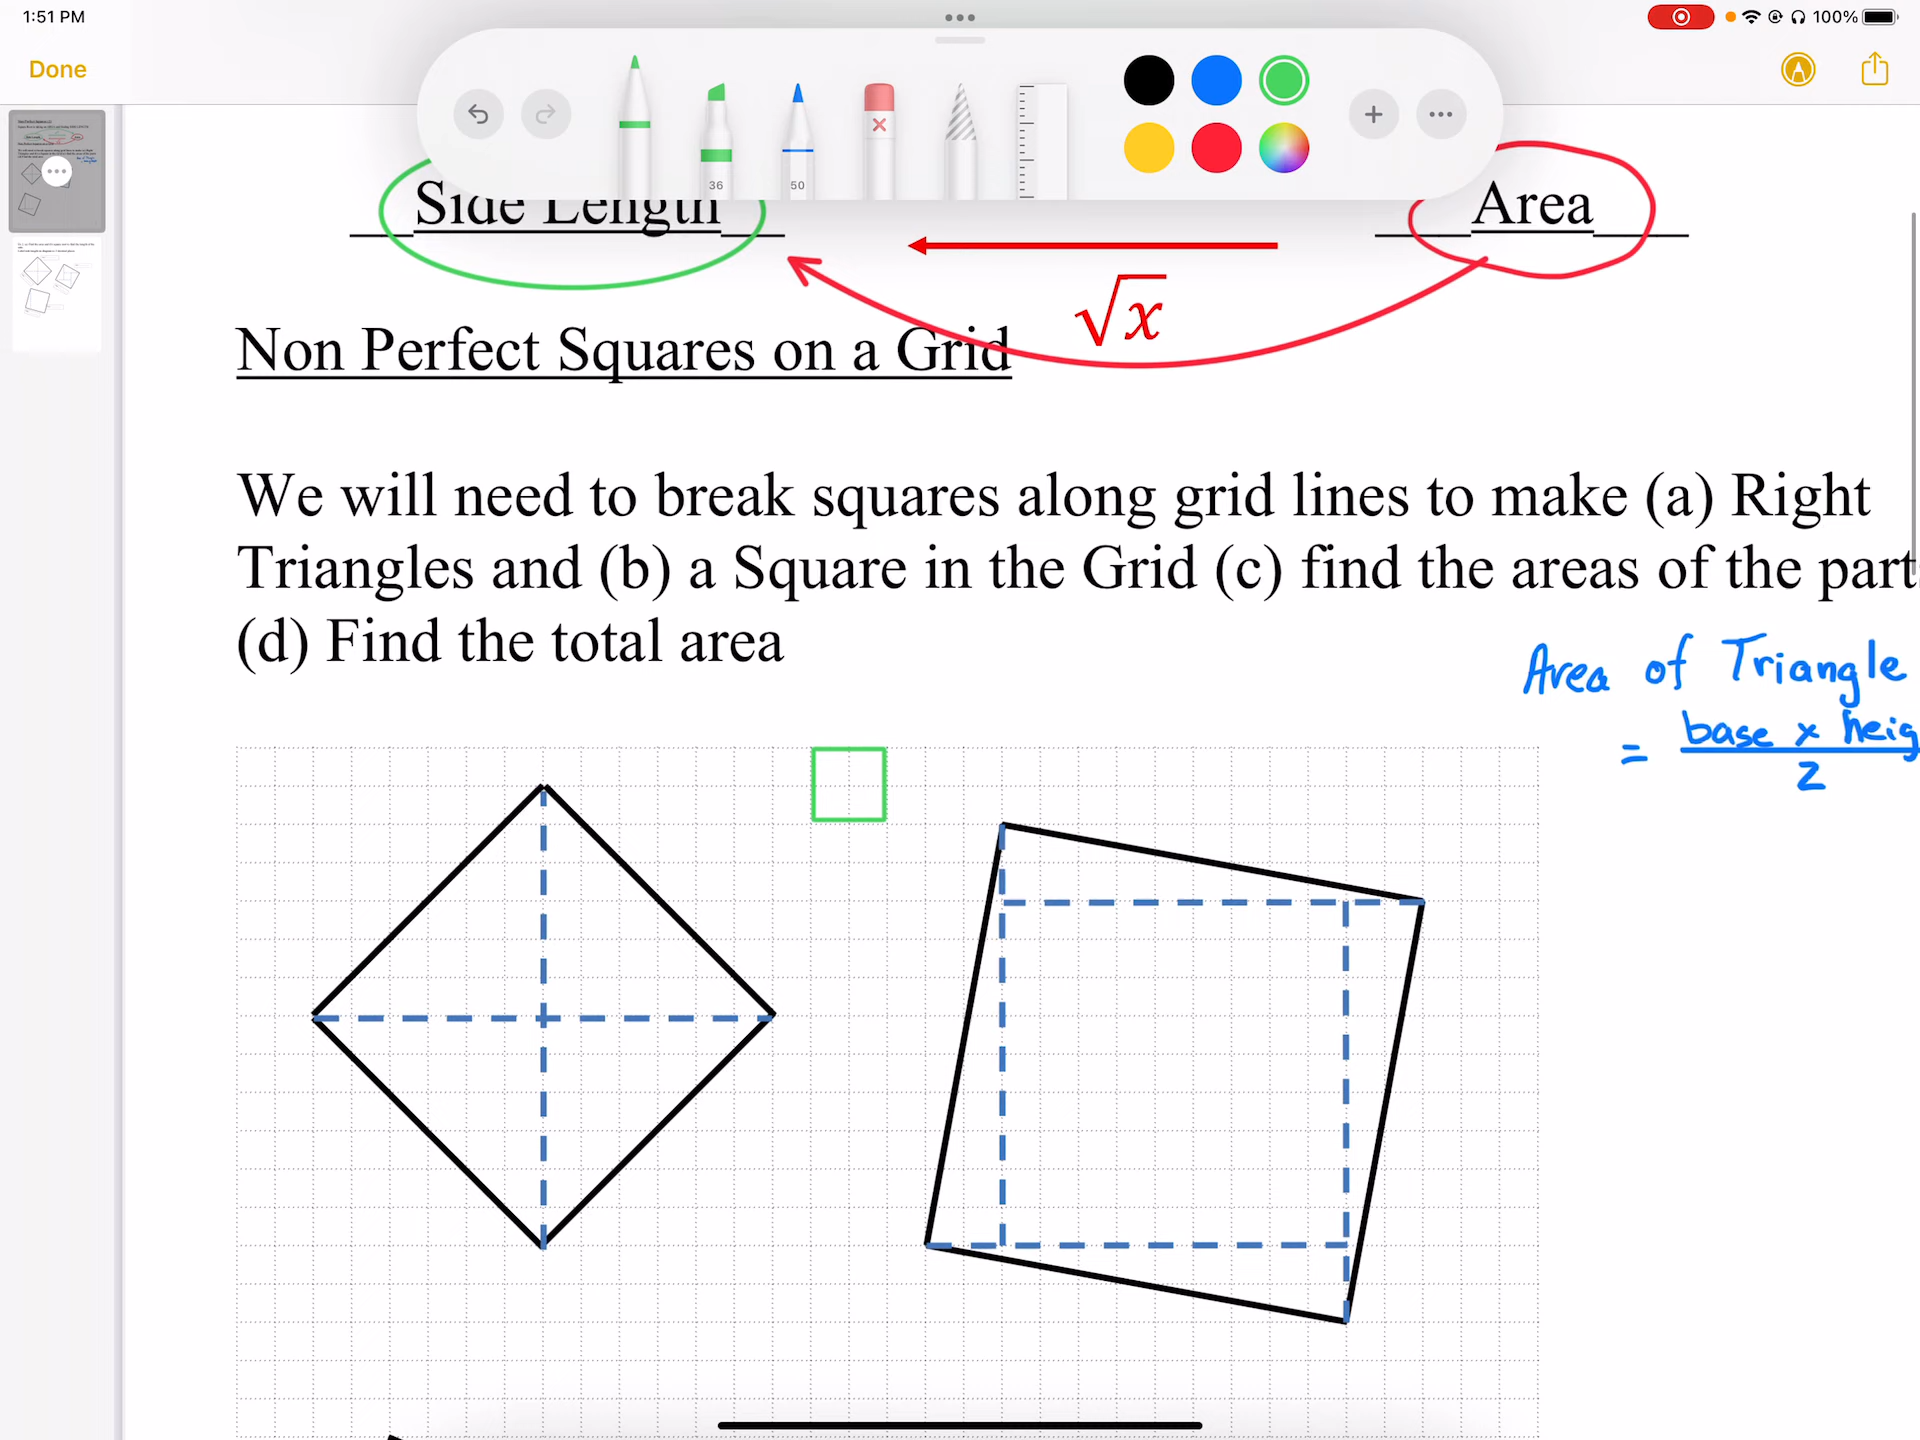 1:51 PM
100%
Done
36
50
Side Length
Area
√x
Non Perfect Squares on a Grid
We will need to break squares along grid lines to make (a) Right
Triangles and (b) a Square in the Grid (c) find the areas of the part
(d) Find the total area
Area of Triangle
= base x heig
2